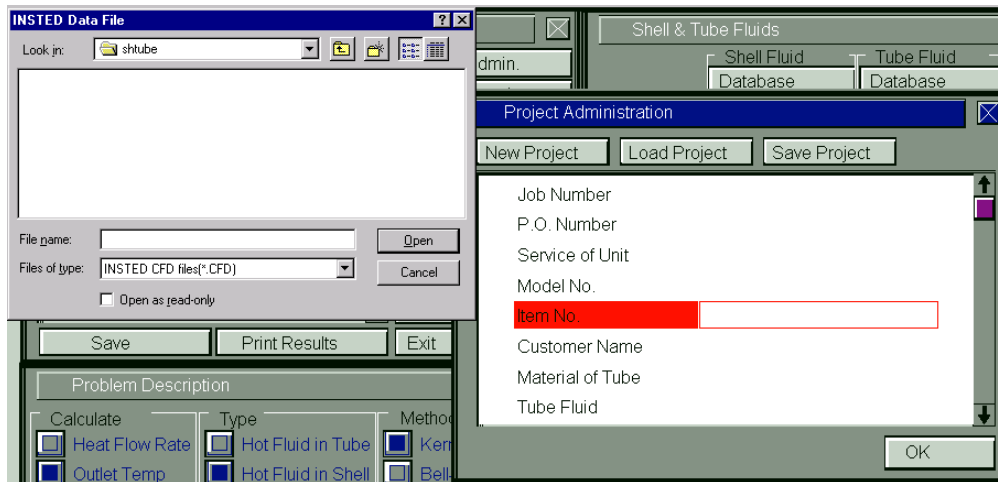 INSTED Data File
Look in: shtube
File name:
Open
Files of type: INSTED CFD files(*.CFD)
Cancel
Open as read-only
Shell & Tube Fluids
dmin.
Shell Fluid Tube Fluid
Database Database
Project Administration
New Project Load Project Save Project
Job Number
P.O. Number
Service of Unit
Model No.
Item No.
Customer Name
Material of Tube
Tube Fluid
OK
Save Print Results Exit
Problem Description
Calculate Type Metho
Heat Flow Rate Hot Fluid in Tube Kern
Outlet Temp Hot Fluid in Shell Bell-